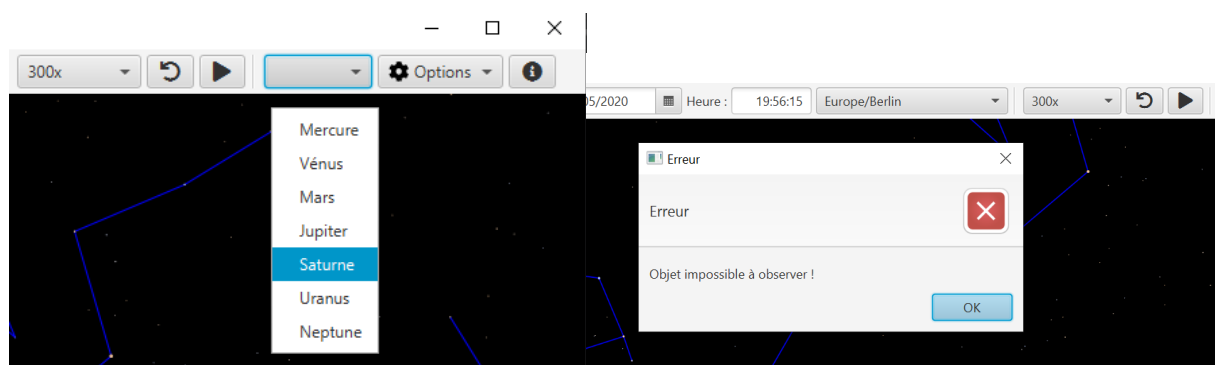 300x
Options
Mercure
Vénus
Mars
Jupiter
Saturne
Uranus
Neptune
05/2020 Heure : 19:56:15 Europe/Berlin 300x
Erreur
Erreur
Objet impossible à observer !
OK